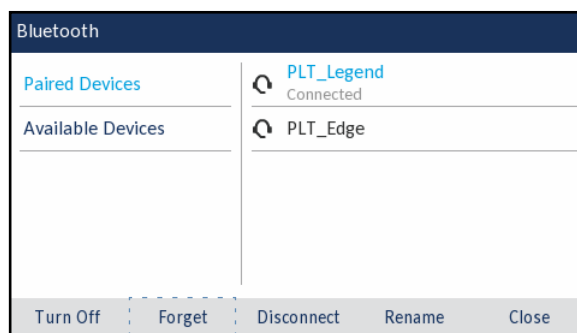 Bluetooth
Paired Devices
Available Devices
PLT_Legend
Connected
PLT_Edge
Turn Off Forget Disconnect Rename Close